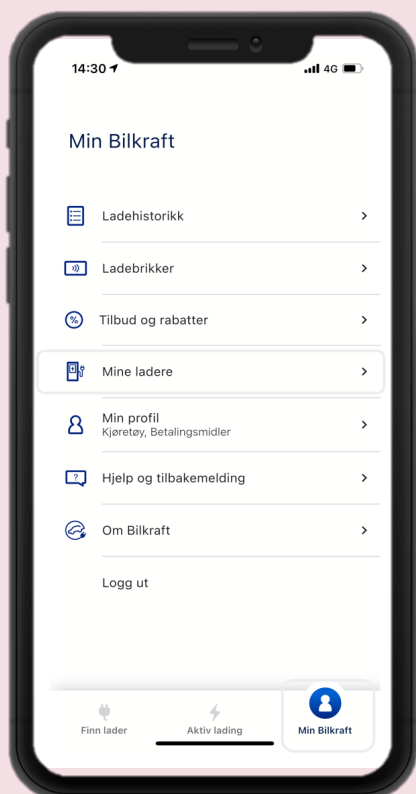 14:30
4G
Min Bilkraft
Ladehistorikk
Ladebrikker
% Tilbud og rabatter
Mine ladere
Min profil
Kjøretøy, Betalingsmidler
? Hjelp og tilbakemelding
Om Bilkraft
Logg ut
Finn lader
Aktiv lading
Min Bilkraft